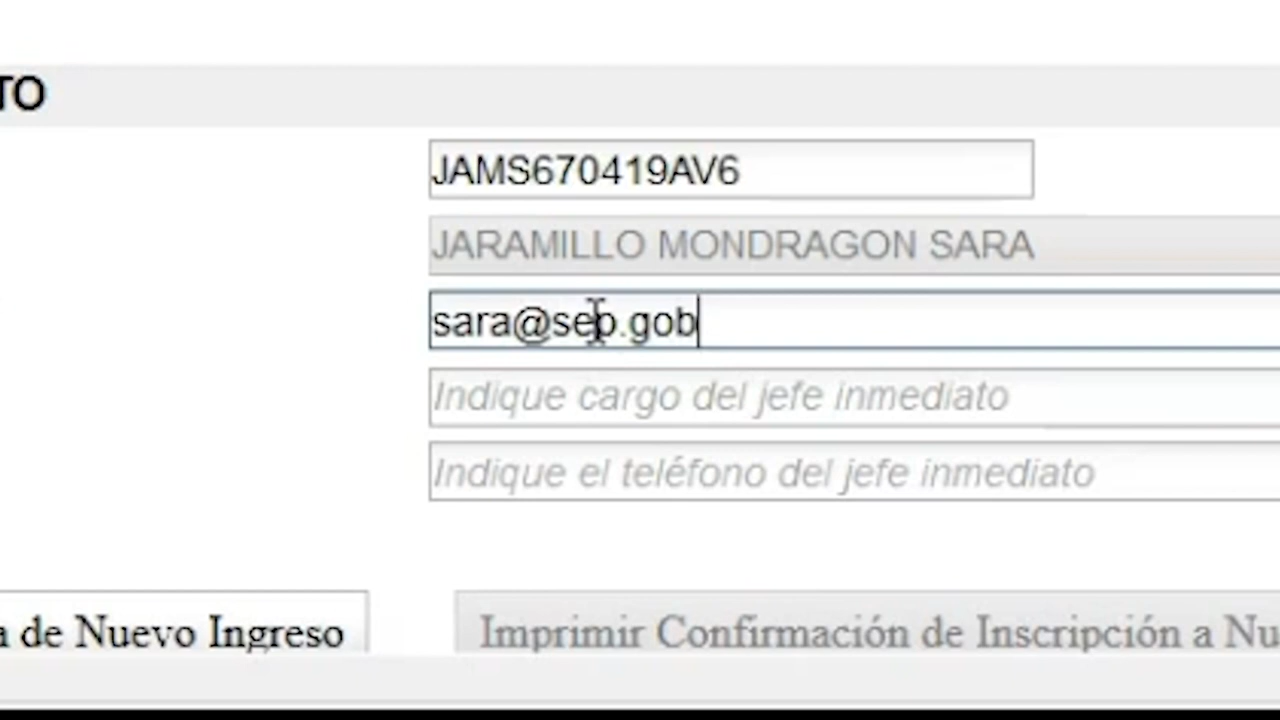 TO
JAMS670419AV6
JARAMILLO MONDRAGON SARA
sara@sep.gob
Indique cargo del jefe inmediato
Indique el teléfono del jefe inmediato
a de Nuevo Ingreso
Imprimir Confirmación de Inscripción a Nu